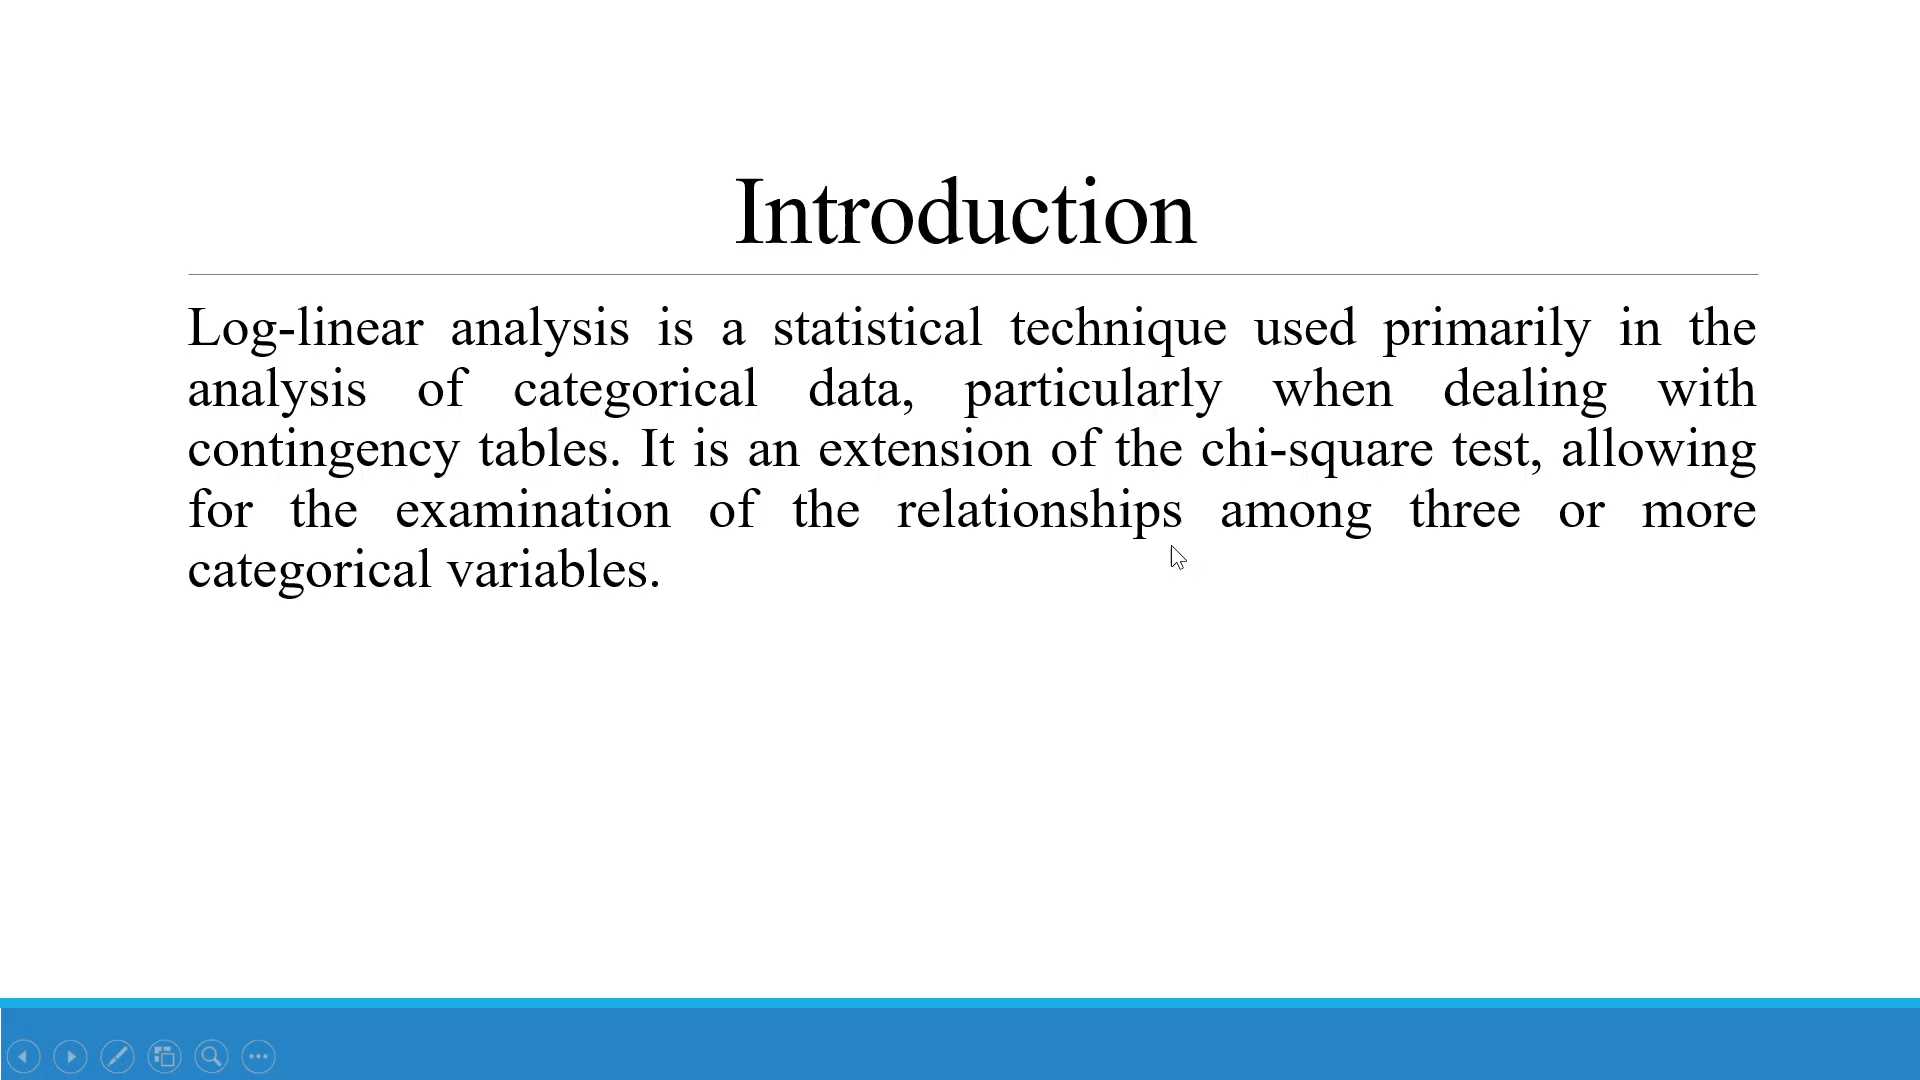 Introduction
Log-linear analysis is a statistical technique used primarily in the
analysis of categorical data, particularly when dealing with
contingency tables. It is an extension of the chi-square test, allowing
for the examination of the relationships among three or more
categorical variables.